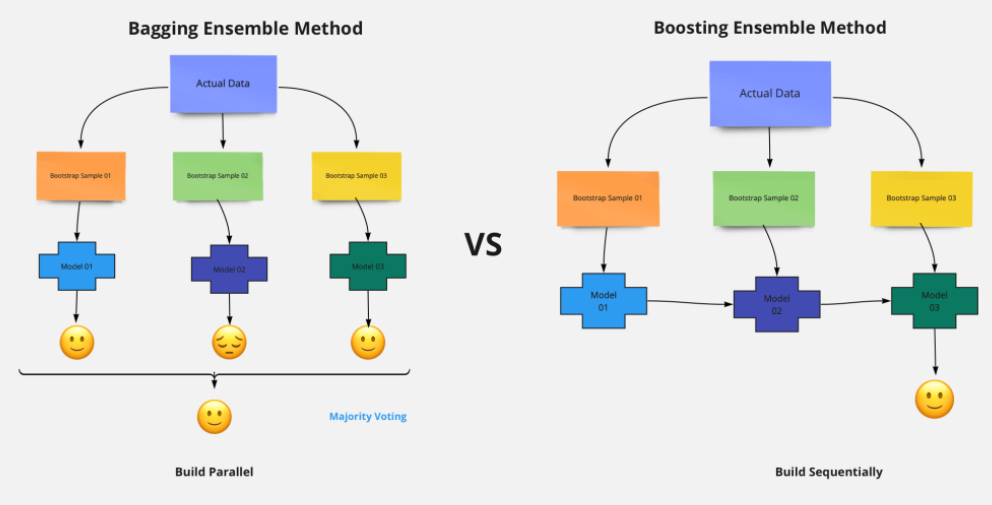 Bagging Ensemble Method
Actual Data
Bootstrap Sample 01
Bootstrap Sample 02
Bootstrap Sample 03
Model 01
Model 02
Model 03
Majority Voting
Build Parallel
VS
Boosting Ensemble Method
Actual Data
Bootstrap Sample 01
Bootstrap Sample 02
Bootstrap Sample 03
Model
01
Model
02
Model
03
Build Sequentially